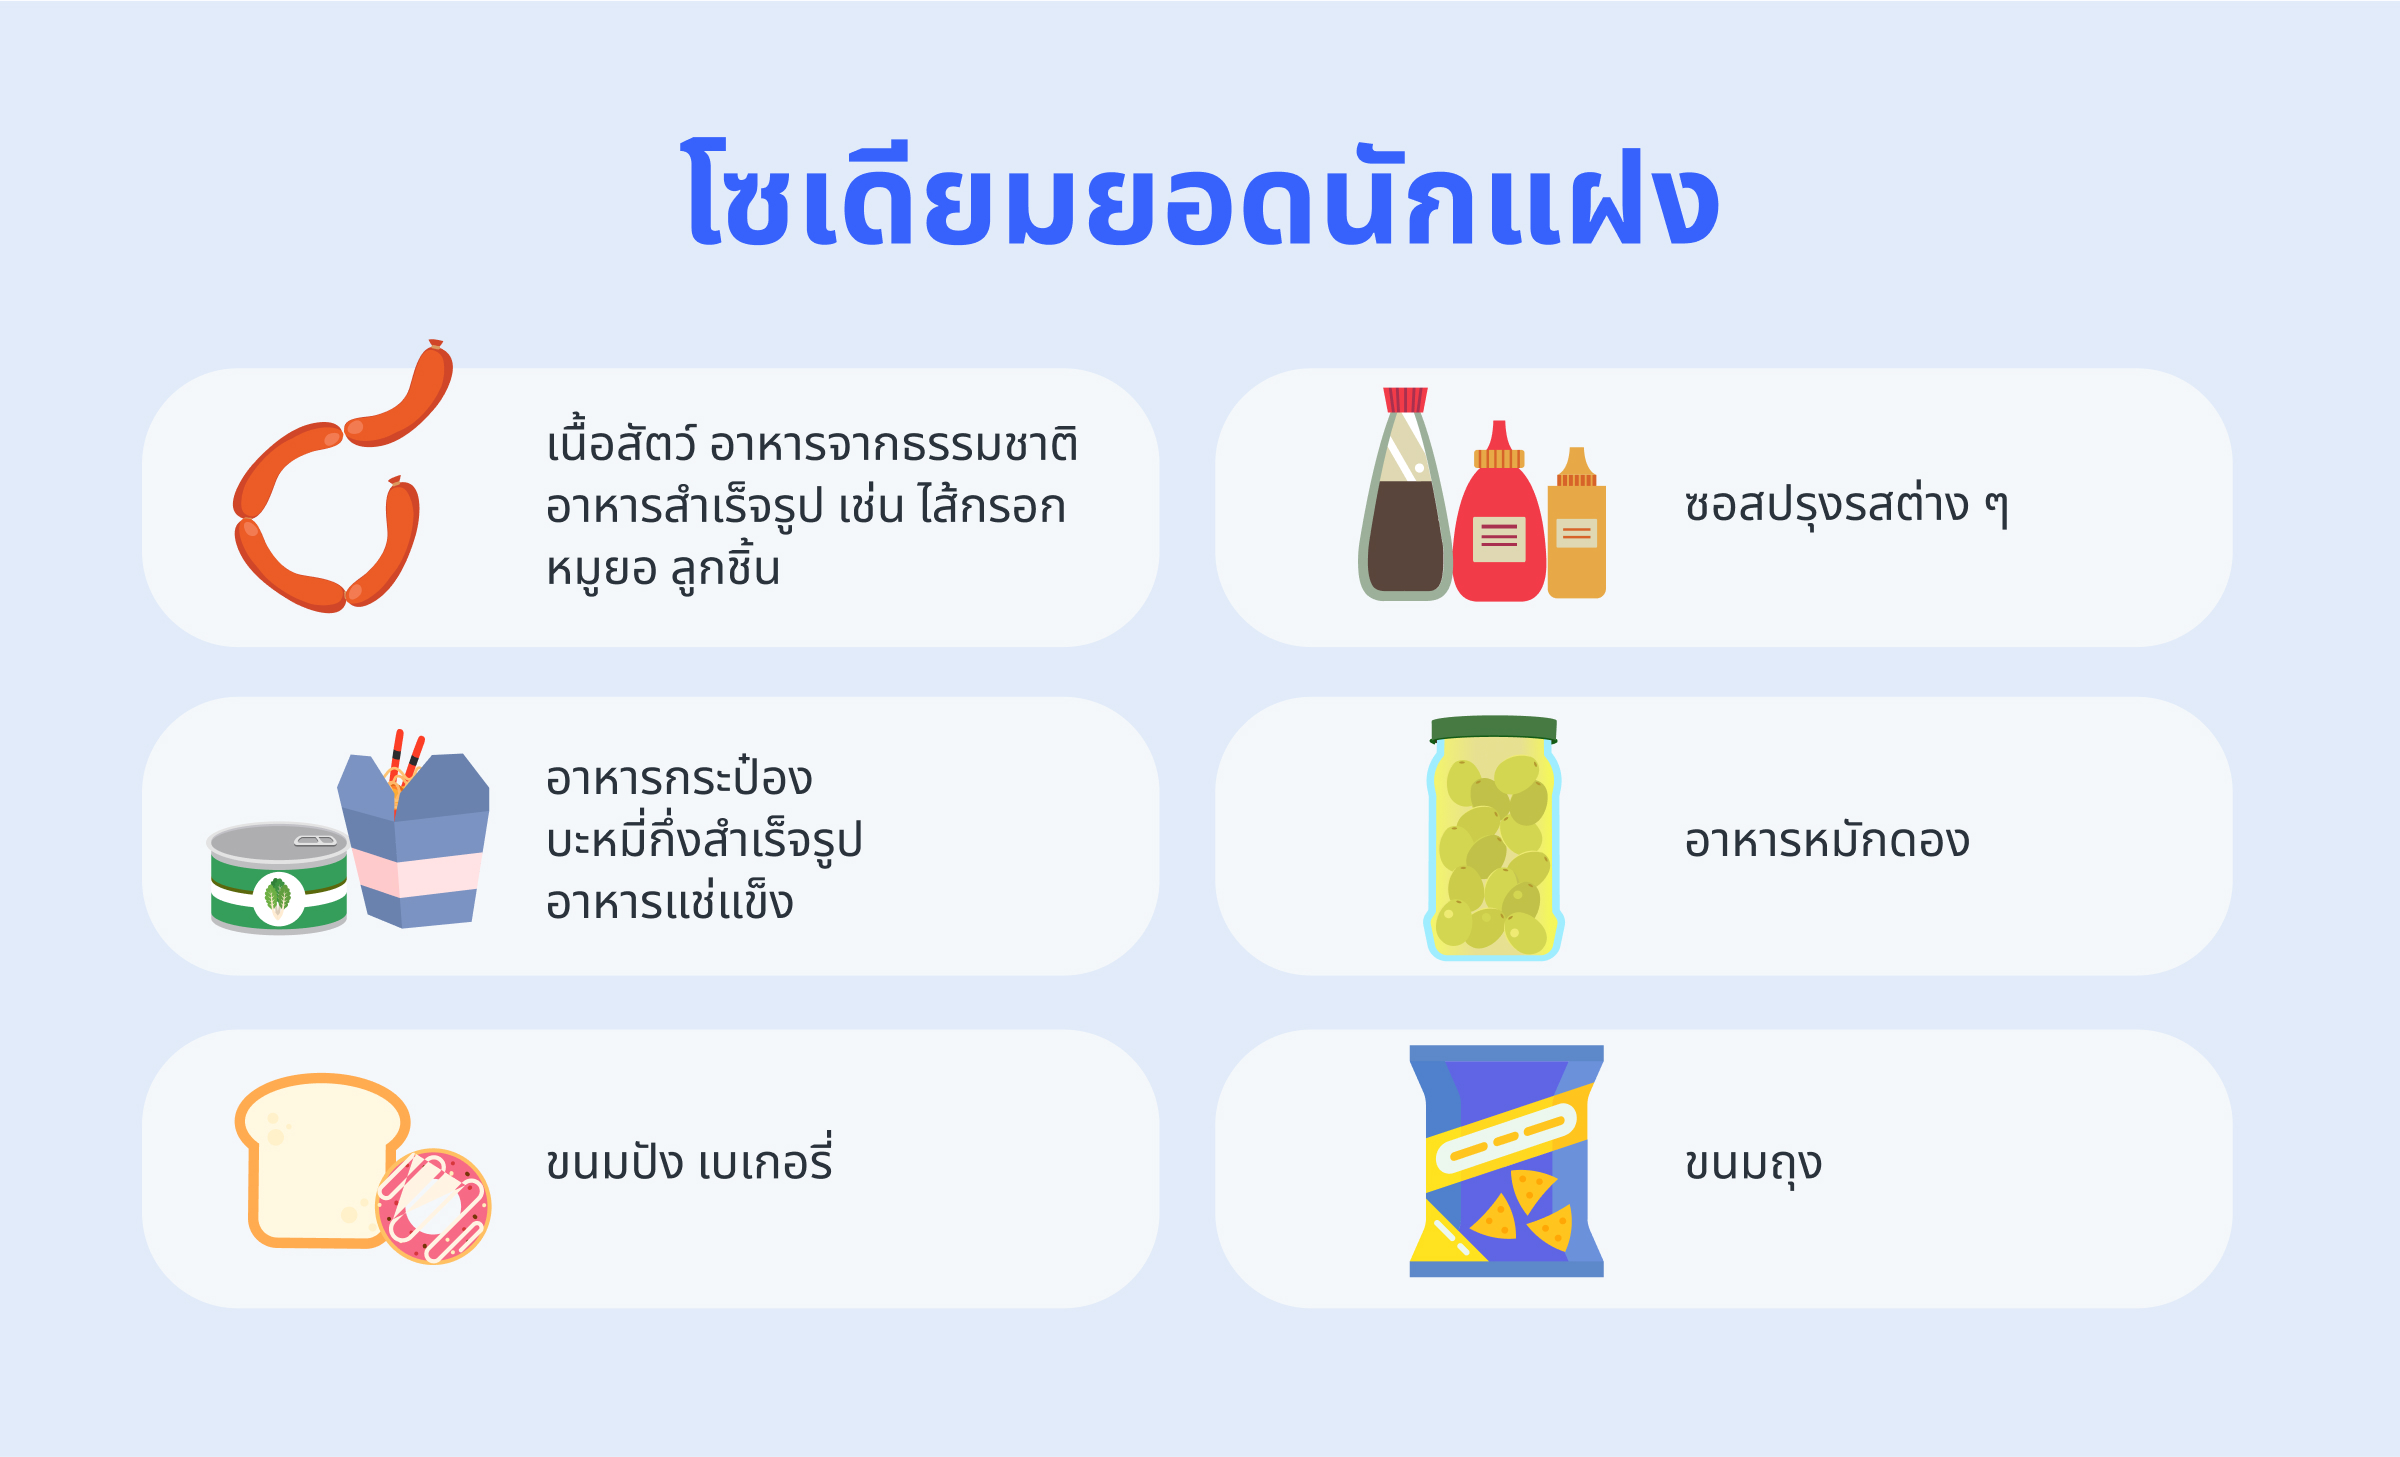 โซเดียมยอดนักแฝง
เนื้อสัตว์ อาหารจากธรรมชาติ
อาหารสำเร็จรูป เช่น ไส้กรอก
หมูยอ ลูกชิ้น
ซอสปรุงรสต่าง ๆ
อาหารกระป๋อง
บะหมี่กึ่งสำเร็จรูป
อาหารแช่แข็ง
อาหารหมักดอง
ขนมปัง เบเกอรี่
ขนมถุง